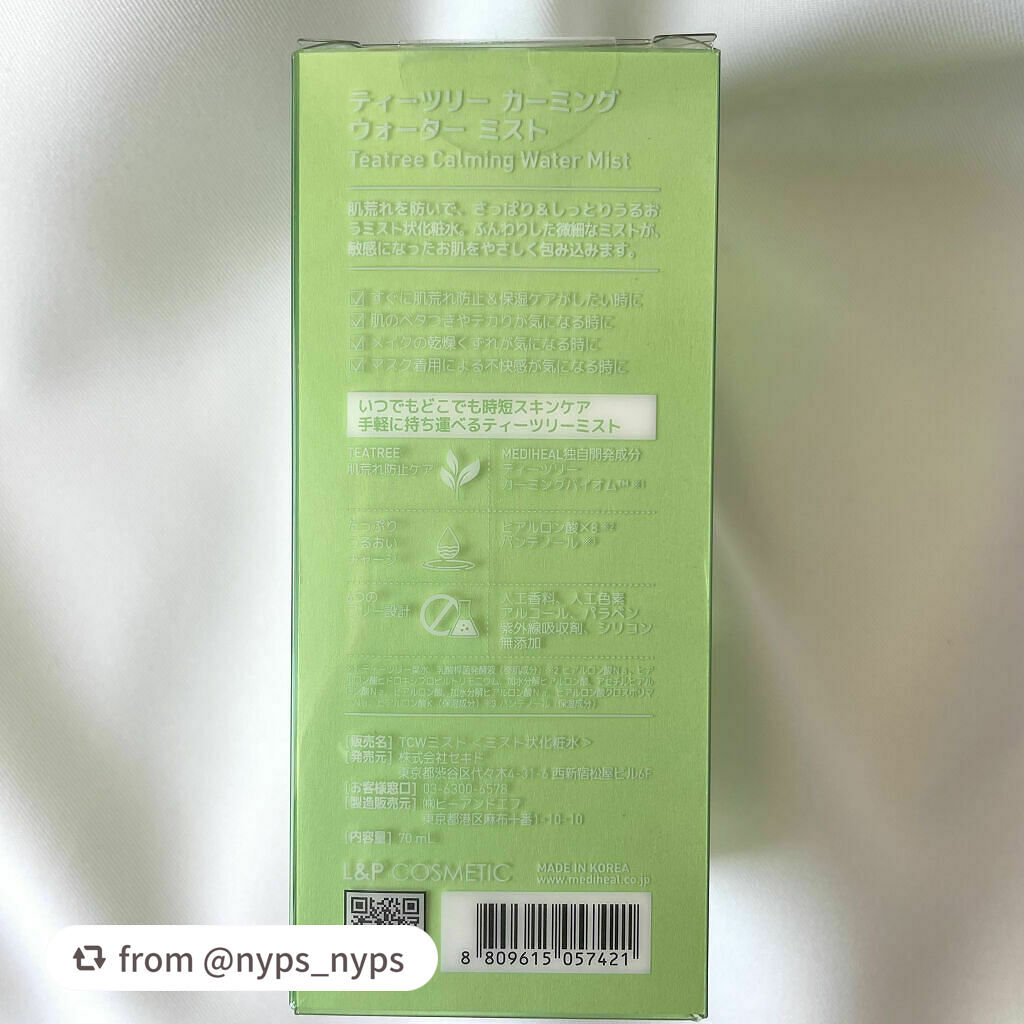 ティーツリー カーミング
ウォーター ミスト
Teatree Calming Water Mist
肌荒れを防いで、さっぱり&しっとりうるお
うミスト状化粧水。ふんわりした微細なミストが、
敏感になったお肌をやさしく包み込みます。
すぐに肌荒れ防止&保湿ケアがしたい時に
肌のベタつきやテカりが気になる時に
メイクの乾燥くずれが気になる時に
マスク着用による不快感が気になる時に
いつでもどこでも時短スキンケア
手軽に持ち運べるティーツリーミスト
TEATREE
肌荒れ防止ケア
MEDIHEAL独自開発成分
ティーツリー
カーミングバイオム™ ※1
たっぷり
うるおい
チャージ
ヒアルロン酸×8 ※2
パンテノール ※3
フリー設計
人工香料、人工色素、
アルコール、パラベン、
紫外線吸収剤、シリコン
無添加
[販売名] TCWミスト <ミスト状化粧水>
[発売元] 株式会社セキド
東京都渋谷区代々木4-31-6 西新宿松屋ビル6F
[お客様窓口] 03-6300-6578
[製造販売元] ㈱ビーアンドエフ
東京都港区麻布十番1-10-10
[内容量] 70 mL
L&P COSMETIC
MADE IN KOREA
www.mediheal.co.jp
8 809615 057421
from @nyps_nyps